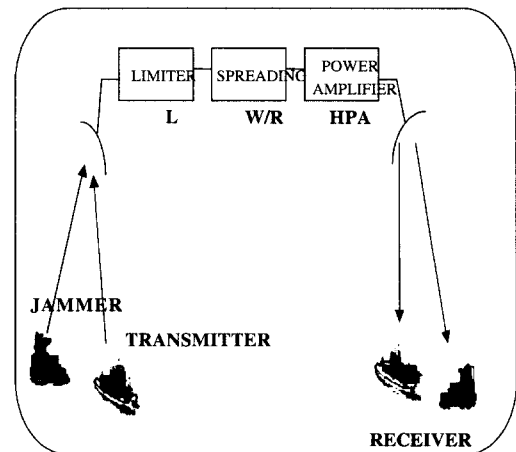 LIMITER
SPREADING
POWER
AMPLIFIER
L
W/R
HPA
JAMMER
TRANSMITTER
RECEIVER